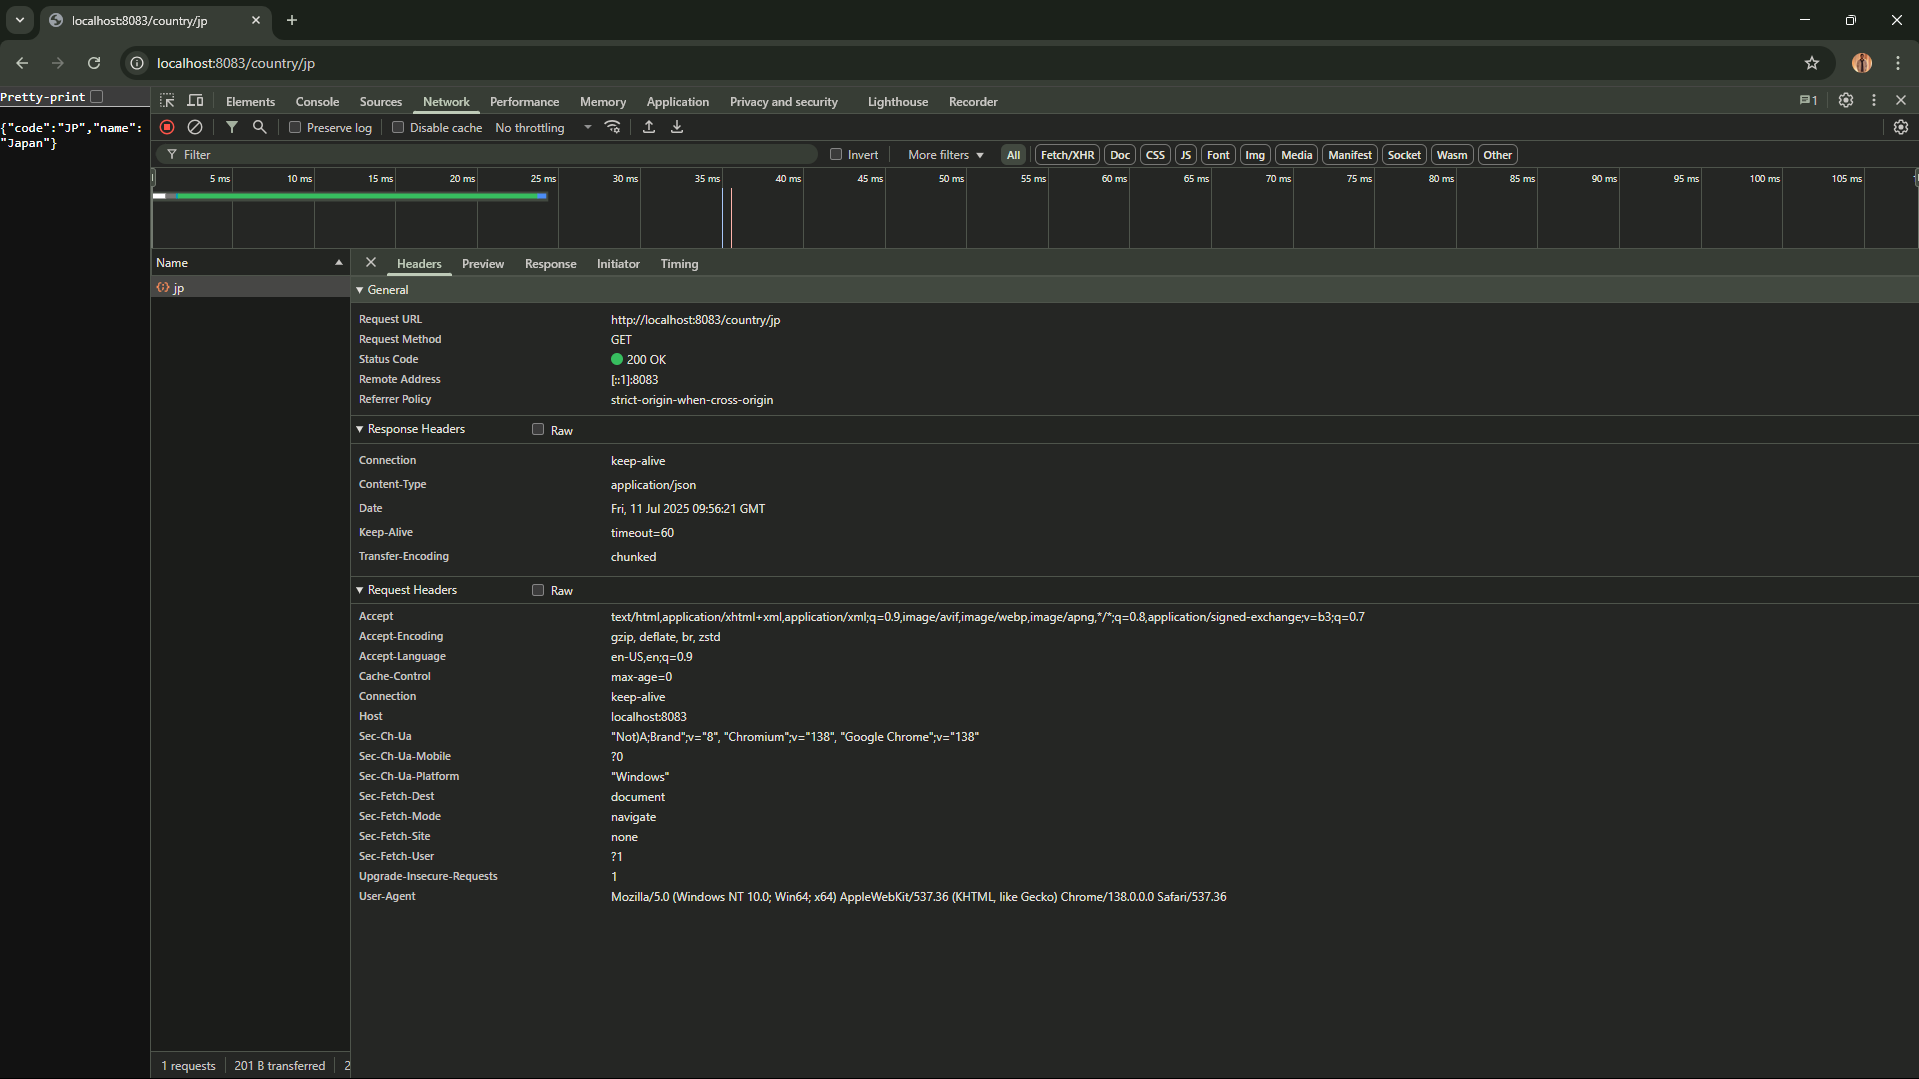 localhost:8083/country/jp
localhost:8083/country/jp
Pretty-print
{"code":"JP","name":
"Japan"}
Elements Console Sources Network Performance Memory Application Privacy and security Lighthouse Recorder 1
Preserve log Disable cache No throttling
Filter Invert More filters All Fetch/XHR Doc CSS JS Font Img Media Manifest Socket Wasm Other
5 ms 10 ms 15 ms 20 ms 25 ms 30 ms 35 ms 40 ms 45 ms 50 ms 55 ms 60 ms 65 ms 70 ms 75 ms 80 ms 85 ms 90 ms 95 ms 100 ms 105 ms
Name
jp
Headers Preview Response Initiator Timing
General
Request URL http://localhost:8083/country/jp
Request Method GET
Status Code 200 OK
Remote Address [::1]:8083
Referrer Policy strict-origin-when-cross-origin
Response Headers Raw
Connection keep-alive
Content-Type application/json
Date Fri, 11 Jul 2025 09:56:21 GMT
Keep-Alive timeout=60
Transfer-Encoding chunked
Request Headers Raw
Accept text/html,application/xhtml+xml,application/xml;q=0.9,image/avif,image/webp,image/apng,*/*;q=0.8,application/signed-exchange;v=b3;q=0.7
Accept-Encoding gzip, deflate, br, zstd
Accept-Language en-US,en;q=0.9
Cache-Control max-age=0
Connection keep-alive
Host localhost:8083
Sec-Ch-Ua "Not)A;Brand";v="8", "Chromium";v="138", "Google Chrome";v="138"
Sec-Ch-Ua-Mobile ?0
Sec-Ch-Ua-Platform "Windows"
Sec-Fetch-Dest document
Sec-Fetch-Mode navigate
Sec-Fetch-Site none
Sec-Fetch-User ?1
Upgrade-Insecure-Requests 1
User-Agent Mozilla/5.0 (Windows NT 10.0; Win64; x64) AppleWebKit/537.36 (KHTML, like Gecko) Chrome/138.0.0.0 Safari/537.36
1 requests 201 B transferred 2